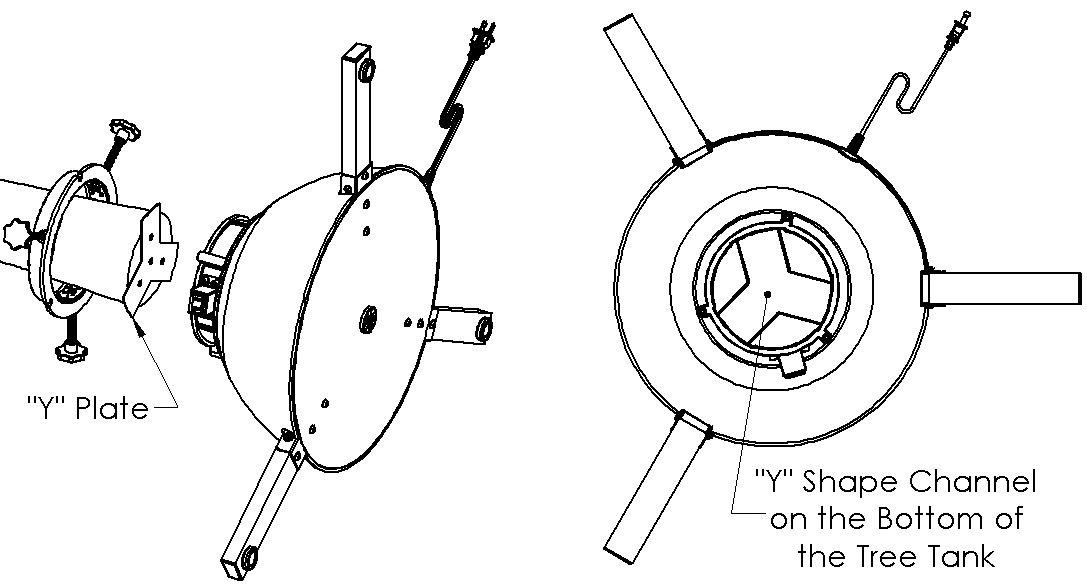 "Y" Plate
"Y" Shape Channel
on the Bottom of
the Tree Tank